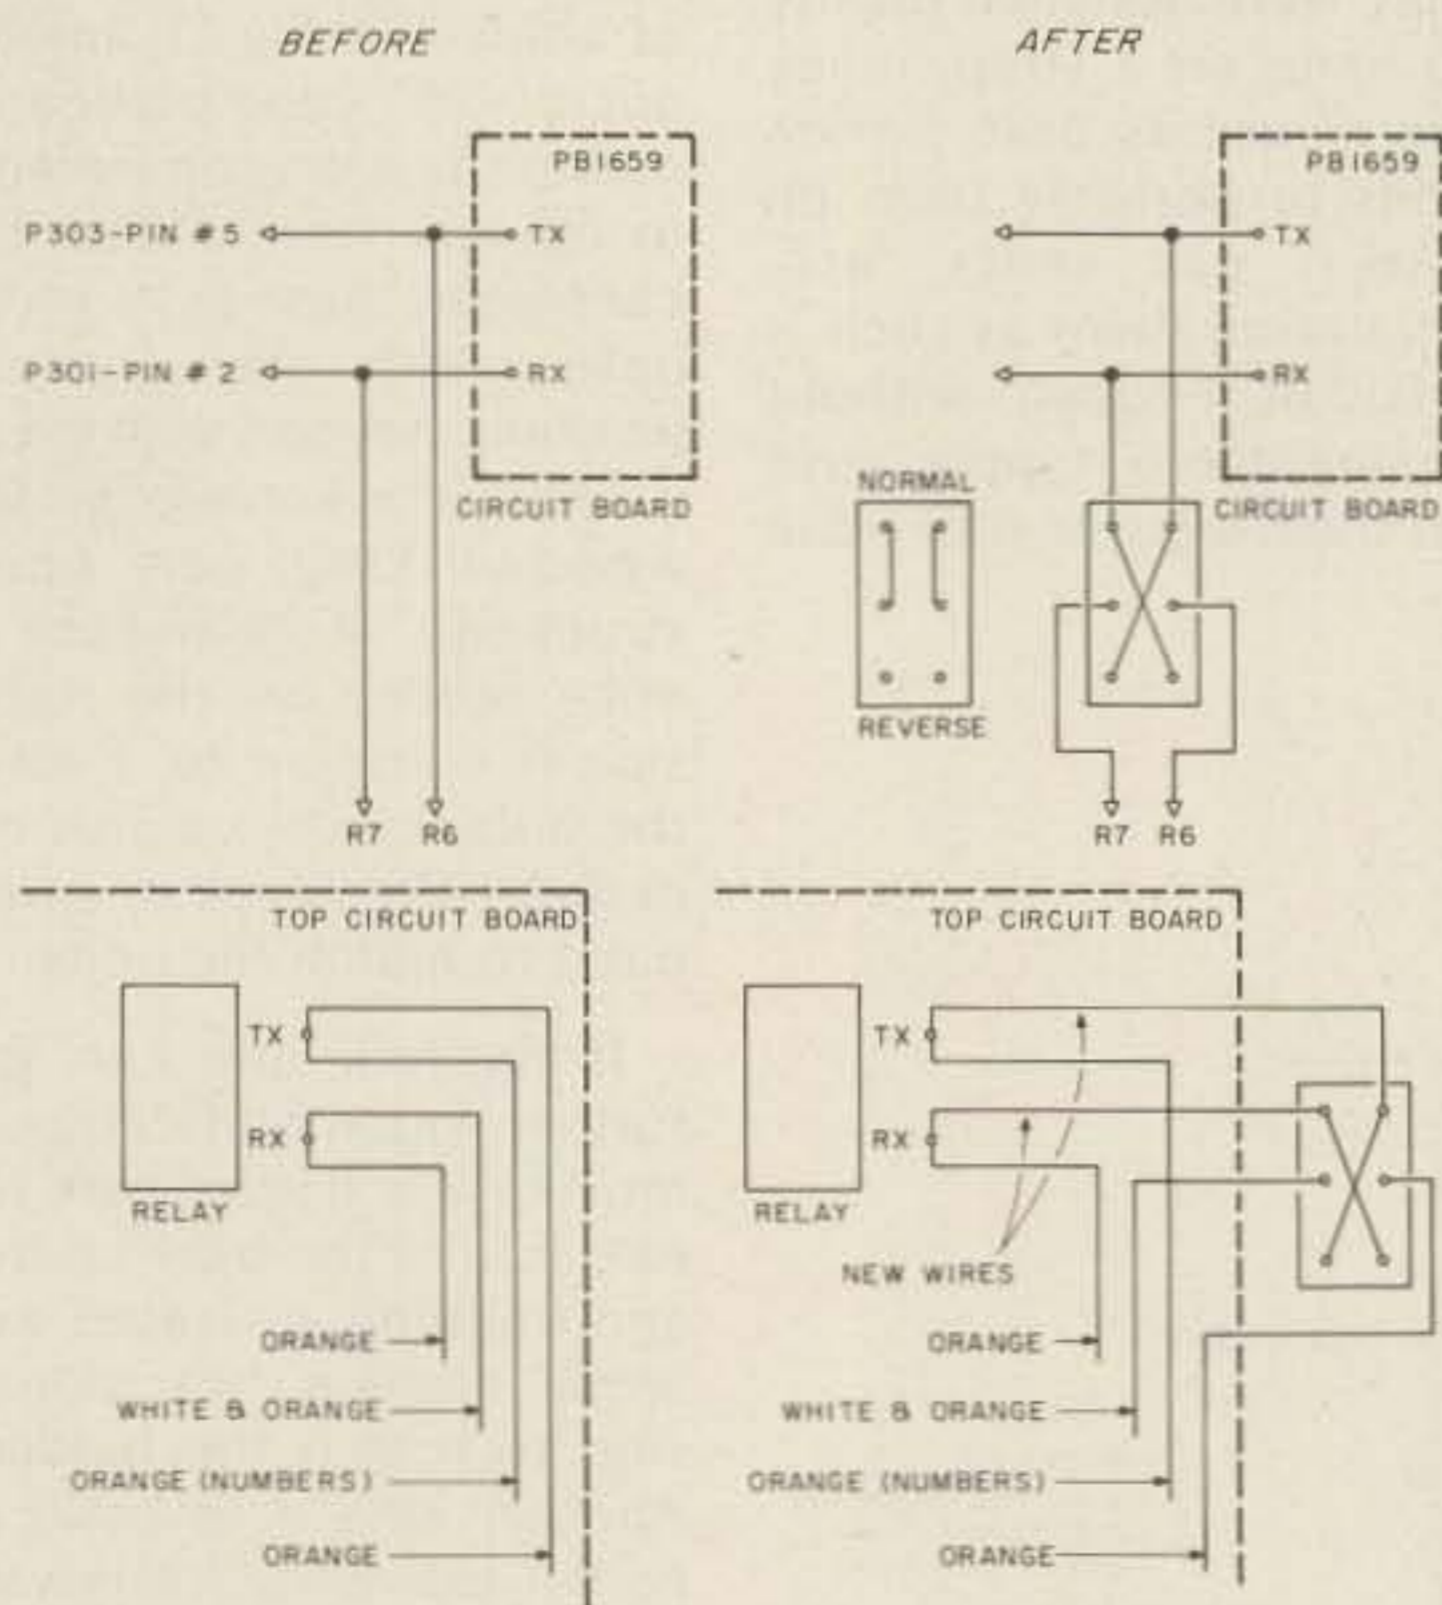 BEFORE
PB1659
P303-PIN #5
TX
P301-PIN #2
RX
CIRCUIT BOARD
R7 R6
TOP CIRCUIT BOARD
TX
RX
RELAY
ORANGE
WHITE & ORANGE
ORANGE (NUMBERS)
ORANGE
AFTER
PB1659
TX
RX
NORMAL
CIRCUIT BOARD
REVERSE
R7 R6
TOP CIRCUIT BOARD
TX
RX
RELAY
NEW WIRES
ORANGE
WHITE & ORANGE
ORANGE (NUMBERS)
ORANGE